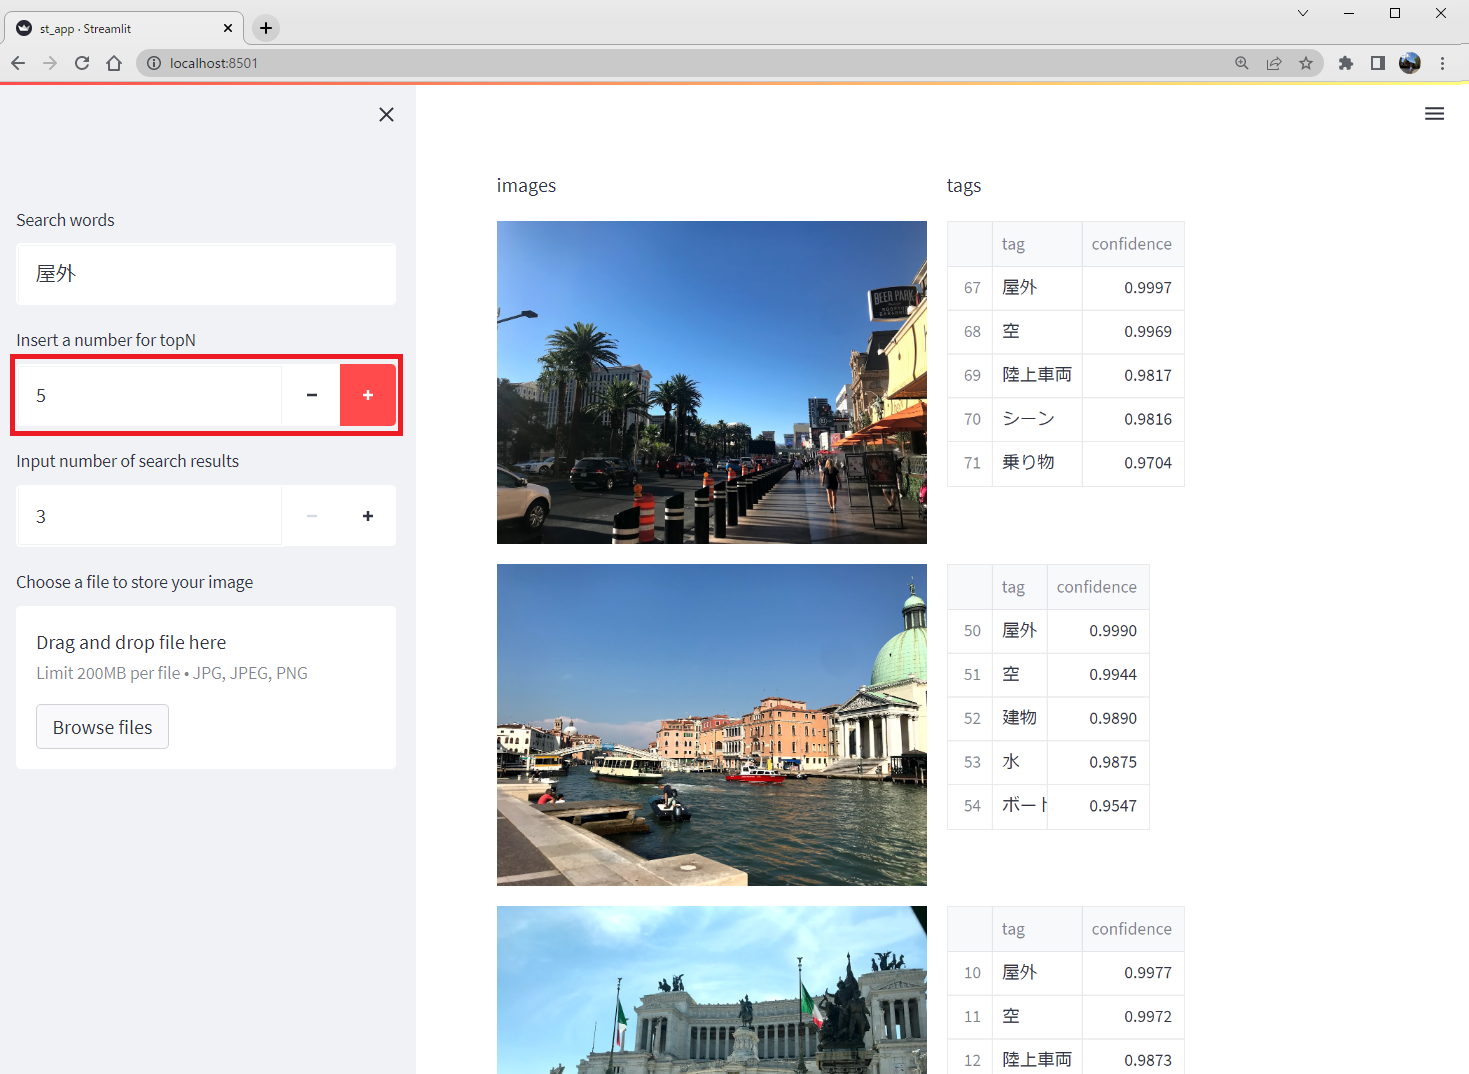 st_app · Streamlit
localhost:8501
Search words
屋外
Insert a number for topN
5
Input number of search results
3
Choose a file to store your image
Drag and drop file here
Limit 200MB per file • JPG, JPEG, PNG
Browse files
images
tags
BEER PARK
tag confidence
67 屋外 0.9997
68 空 0.9969
69 陸上車両 0.9817
70 シーン 0.9816
71 乗り物 0.9704
tag confidence
50 屋外 0.9990
51 空 0.9944
52 建物 0.9890
53 水 0.9875
54 ボート 0.9547
tag confidence
10 屋外 0.9977
11 空 0.9972
12 陸上車両 0.9873